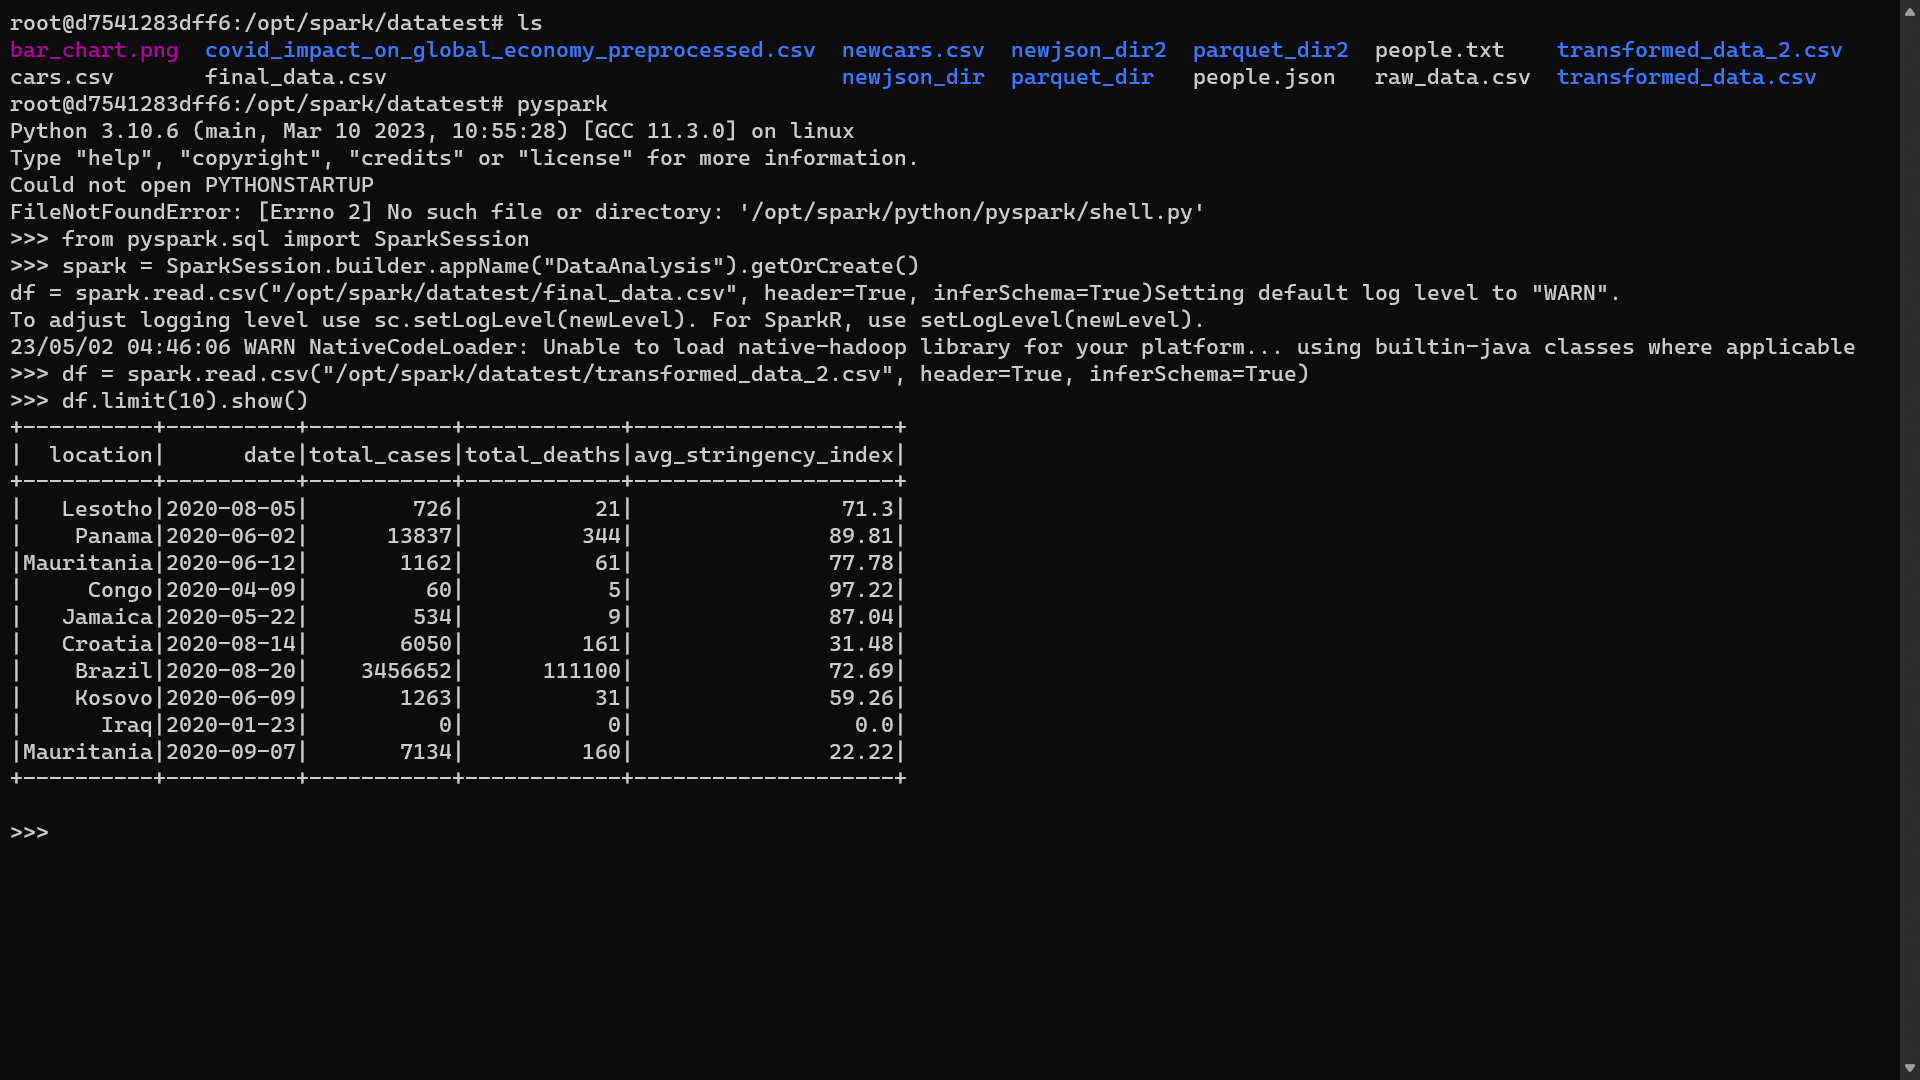 root@d7541283dff6:/opt/spark/datatest# ls
bar_chart.png  covid_impact_on_global_economy_preprocessed.csv  newcars.csv  newjson_dir2  parquet_dir2  people.txt    transformed_data_2.csv
cars.csv       final_data.csv                                   newjson_dir  parquet_dir   people.json   raw_data.csv  transformed_data.csv
root@d7541283dff6:/opt/spark/datatest# pyspark
Python 3.10.6 (main, Mar 10 2023, 10:55:28) [GCC 11.3.0] on linux
Type "help", "copyright", "credits" or "license" for more information.
Could not open PYTHONSTARTUP
FileNotFoundError: [Errno 2] No such file or directory: '/opt/spark/python/pyspark/shell.py'
>>> from pyspark.sql import SparkSession
>>> spark = SparkSession.builder.appName("DataAnalysis").getOrCreate()
df = spark.read.csv("/opt/spark/datatest/final_data.csv", header=True, inferSchema=True)Setting default log level to "WARN".
To adjust logging level use sc.setLogLevel(newLevel). For SparkR, use setLogLevel(newLevel).
23/05/02 04:46:06 WARN NativeCodeLoader: Unable to load native-hadoop library for your platform... using builtin-java classes where applicable
>>> df = spark.read.csv("/opt/spark/datatest/transformed_data_2.csv", header=True, inferSchema=True)
>>> df.limit(10).show()
+----------+----------+-----------+------------+--------------------+
|  location|      date|total_cases|total_deaths|avg_stringency_index|
+----------+----------+-----------+------------+--------------------+
|   Lesotho|2020-08-05|        726|          21|                71.3|
|    Panama|2020-06-02|      13837|         344|               89.81|
|Mauritania|2020-06-12|       1162|          61|               77.78|
|     Congo|2020-04-09|         60|           5|               97.22|
|   Jamaica|2020-05-22|        534|           9|               87.04|
|   Croatia|2020-08-14|       6050|         161|               31.48|
|    Brazil|2020-08-20|    3456652|      111100|               72.69|
|    Kosovo|2020-06-09|       1263|          31|               59.26|
|      Iraq|2020-01-23|          0|           0|                 0.0|
|Mauritania|2020-09-07|       7134|         160|               22.22|
+----------+----------+-----------+------------+--------------------+
>>>